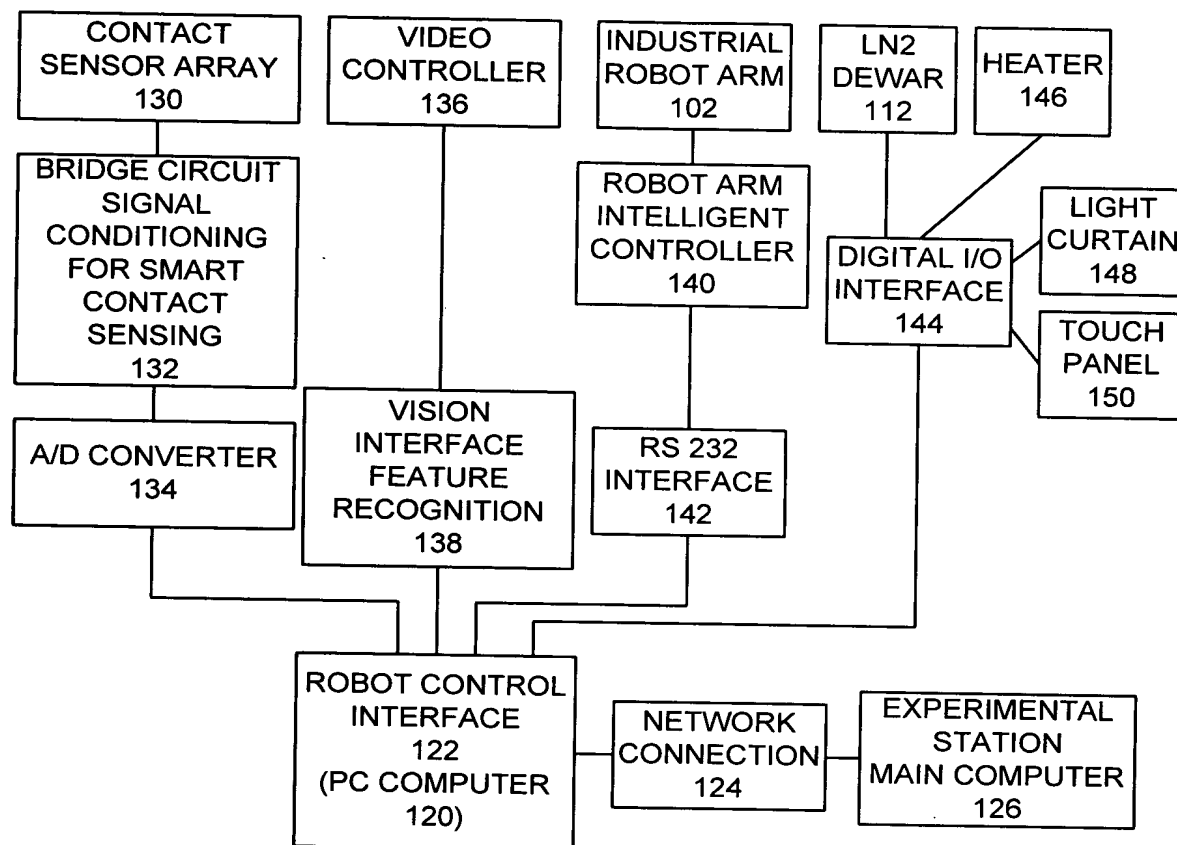 CONTACT
SENSOR ARRAY
130
VIDEO
CONTROLLER
136
INDUSTRIAL
ROBOT ARM
102
LN2
DEWAR
112
HEATER
146
BRIDGE CIRCUIT
SIGNAL
CONDITIONING
FOR SMART
CONTACT
SENSING
132
ROBOT ARM
INTELLIGENT
CONTROLLER
140
DIGITAL I/O
INTERFACE
144
LIGHT
CURTAIN
148
TOUCH
PANEL
150
A/D CONVERTER
134
VISION
INTERFACE
FEATURE
RECOGNITION
138
RS 232
INTERFACE
142
ROBOT CONTROL
INTERFACE
122
(PC COMPUTER
120)
NETWORK
CONNECTION
124
EXPERIMENTAL
STATION
MAIN COMPUTER
126